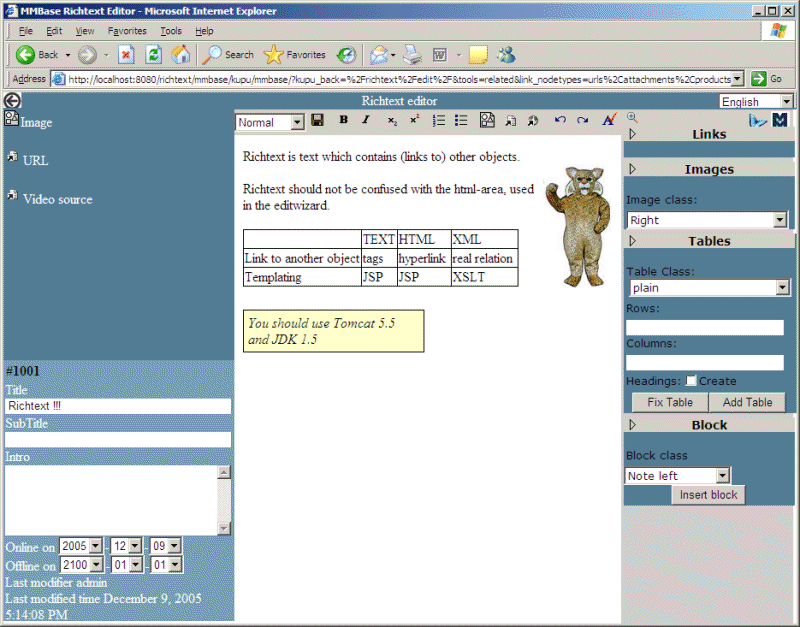 MMBase Richtext Editor - Microsoft Internet Explorer
File Edit View Favorites Tools Help
Back Search Favorites
Address http://localhost:8080/richtext/mmbase/kupu/mmbase/?kupu_back=%2Frichtext%2Fedit%2F&tools=related&link_nodetypes=urls%2Cattachments%2Cproducts Go
Richtext editor English
Image
URL
Video source
#1001
Title
Richtext !!!
SubTitle
Intro
Online on 2005 - 12 - 09
Offline on 2100 - 01 - 01
Last modifier admin
Last modified time December 9, 2005
5:14:08 PM
Normal B I x2 x2
Richtext is text which contains (links to) other objects.
Richtext should not be confused with the html-area, used
in the editwizard.
TEXT HTML XML
Link to another object tags hyperlink real relation
Templating JSP JSP XSLT
You should use Tomcat 5.5
and JDK 1.5
Links
Images
Image class:
Right
Tables
Table Class:
plain
Rows:
Columns:
Headings: Create
Fix Table Add Table
Block
Block class
Note left
Insert block